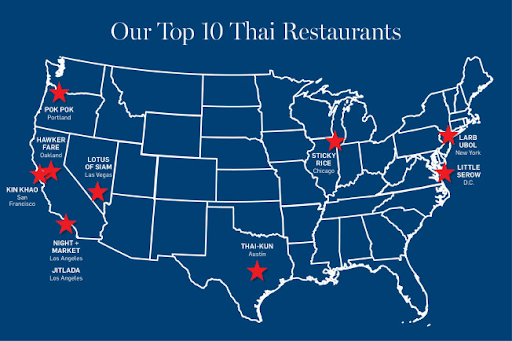 Our Top 10 Thai Restaurants
POK POK
Portland
HAWKER
FARE
Oakland
LOTUS
OF SIAM
Las Vegas
KIN KHAO
San
Francisco
NIGHT +
MARKET
Los Angeles
JITLADA
Los Angeles
THAI-KUN
Austin
STICKY
RICE
Chicago
LARB
UBOL
New York
LITTLE
SEROW
D.C.